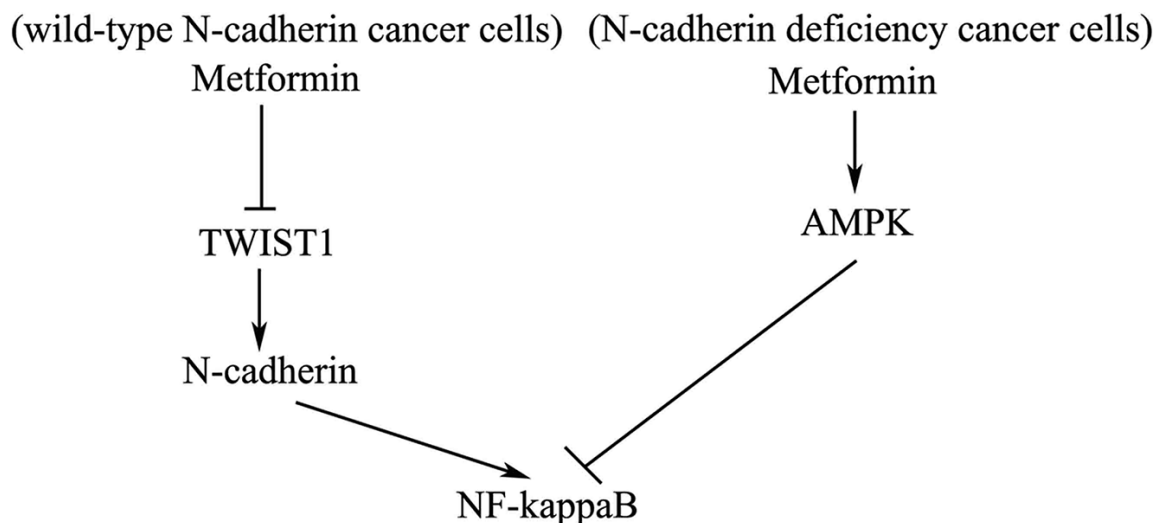 (wild-type N-cadherin cancer cells)
(N-cadherin deficiency cancer cells)
Metformin
Metformin
TWIST1
AMPK
N-cadherin
NF-kappaB